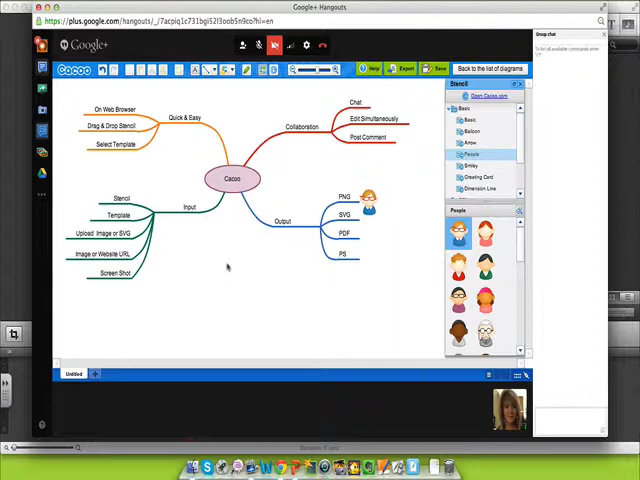 Google+ Hangouts
https://plus.google.com/hangouts/_/7acpiq1c731bgi52l3oob5n9co?hl=en
Google+
Group chat
Cacoo
Help
Export
Save
Back to the list of diagrams
Stencil
Open Cacoo.com
Basic
Basic
Balloon
Arrow
People
Smiley
Greeting Card
Dimension Line
People
On Web Browser
Drag & Drop Stencil
Select Template
Quick & Easy
Chat
Edit Simultaneously
Post Comment
Collaboration
Cacoo
Stencil
Template
Upload Image or SVG
Image or Website URL
Screen Shot
Input
Output
PNG
SVG
PDF
PS
Untitled